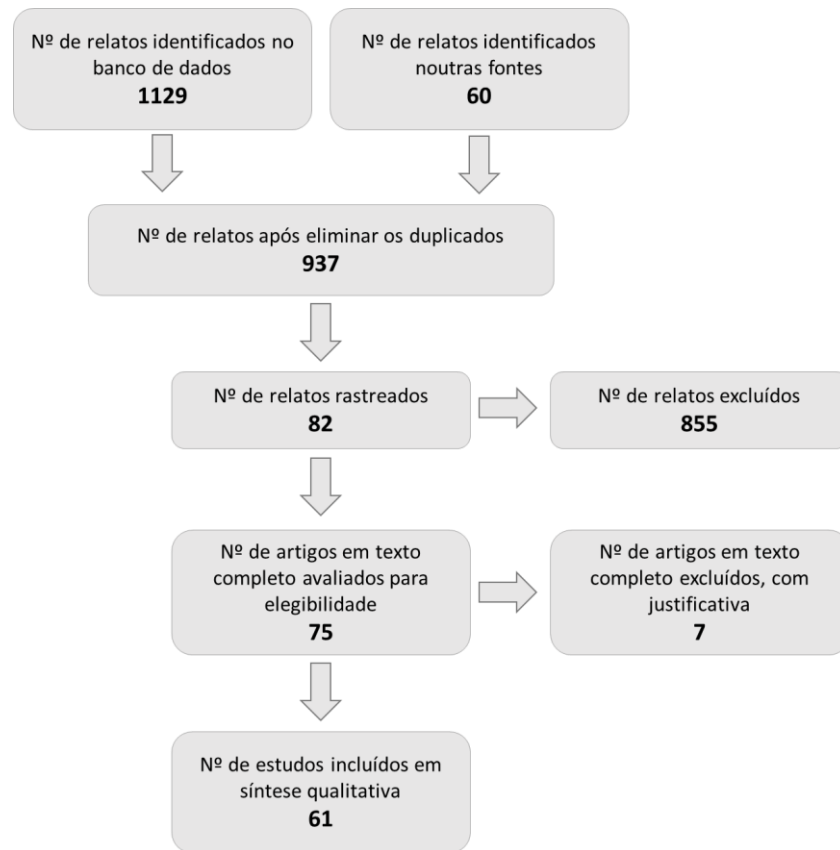 Nº de relatos identificados no
banco de dados
1129
Nº de relatos identificados
noutras fontes
60
Nº de relatos após eliminar os duplicados
937
Nº de relatos rastreados
82
Nº de relatos excluídos
855
Nº de artigos em texto
completo avaliados para
elegibilidade
75
Nº de artigos em texto
completo excluídos, com
justificativa
7
Nº de estudos incluídos em
síntese qualitativa
61